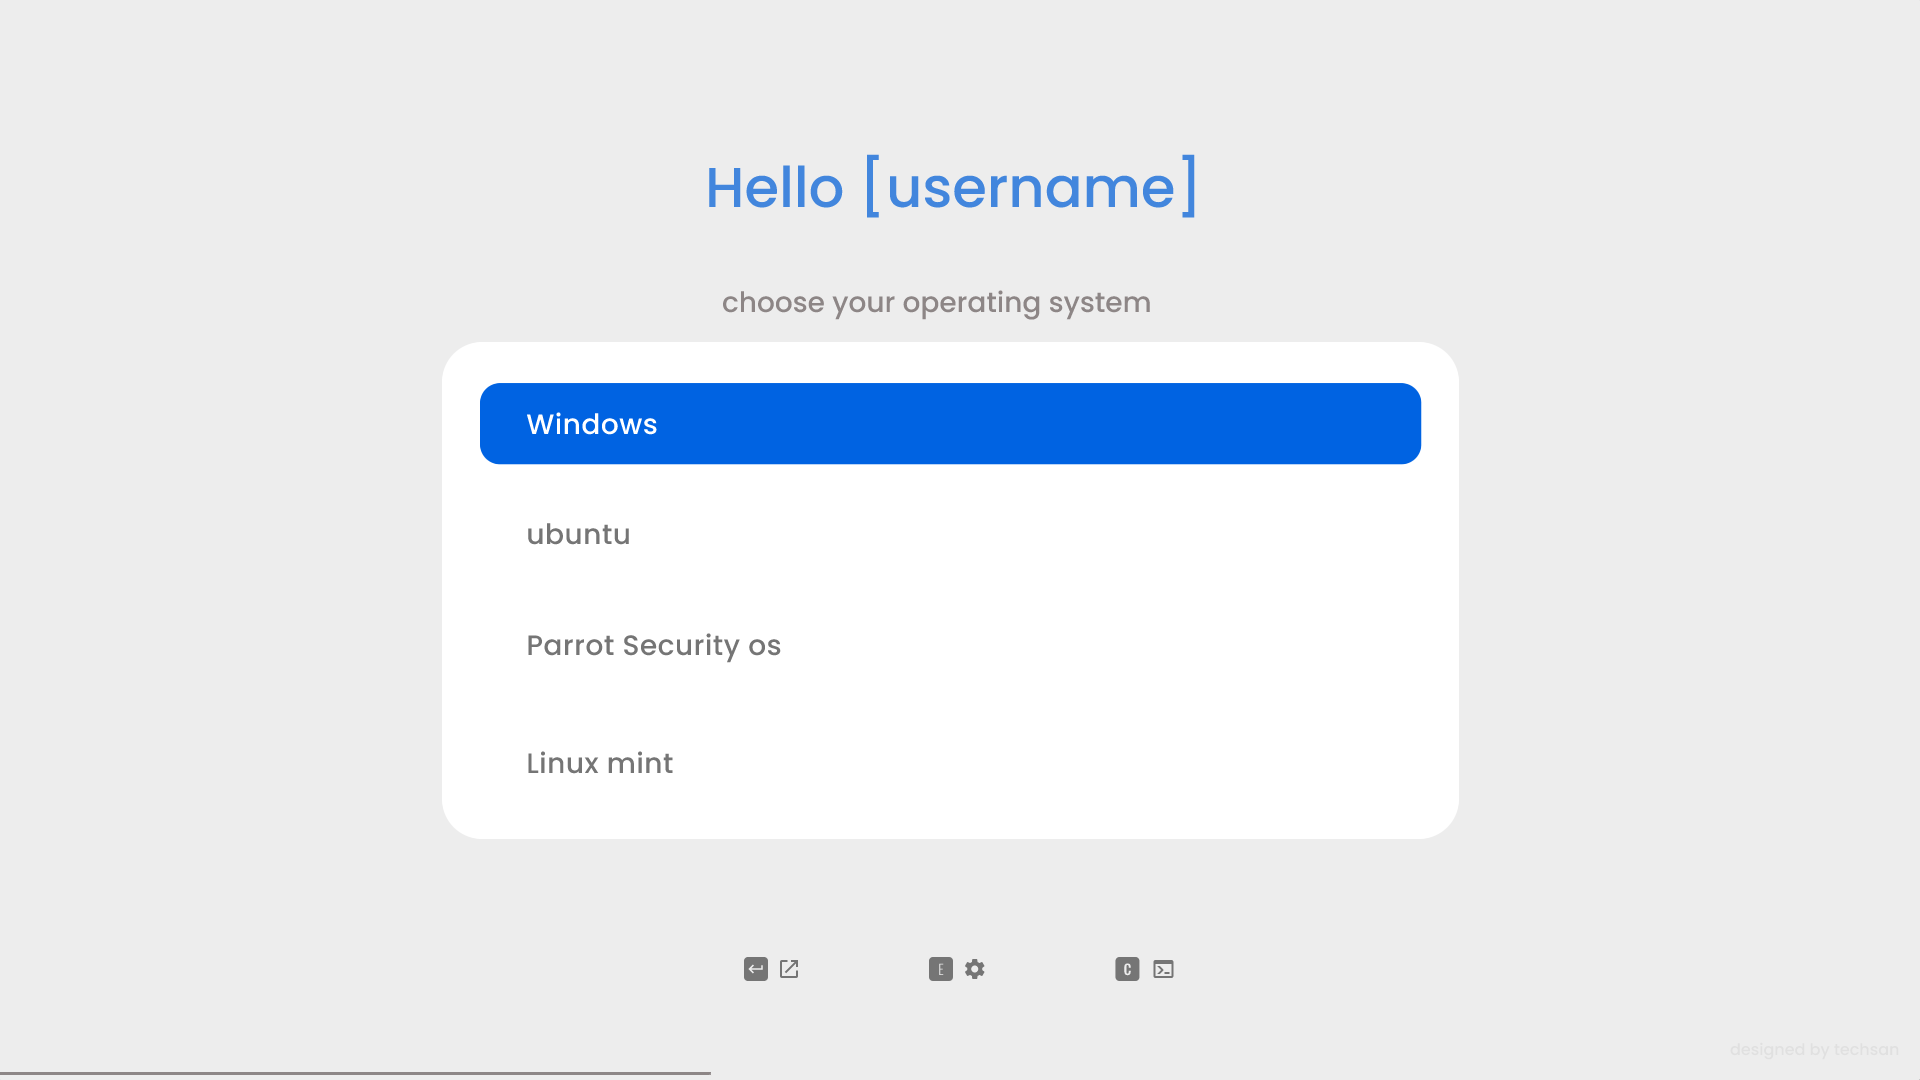 Hello [username]
choose your operating system
Windows
ubuntu
Parrot Security os
Linux mint
E
C
designed by techsan